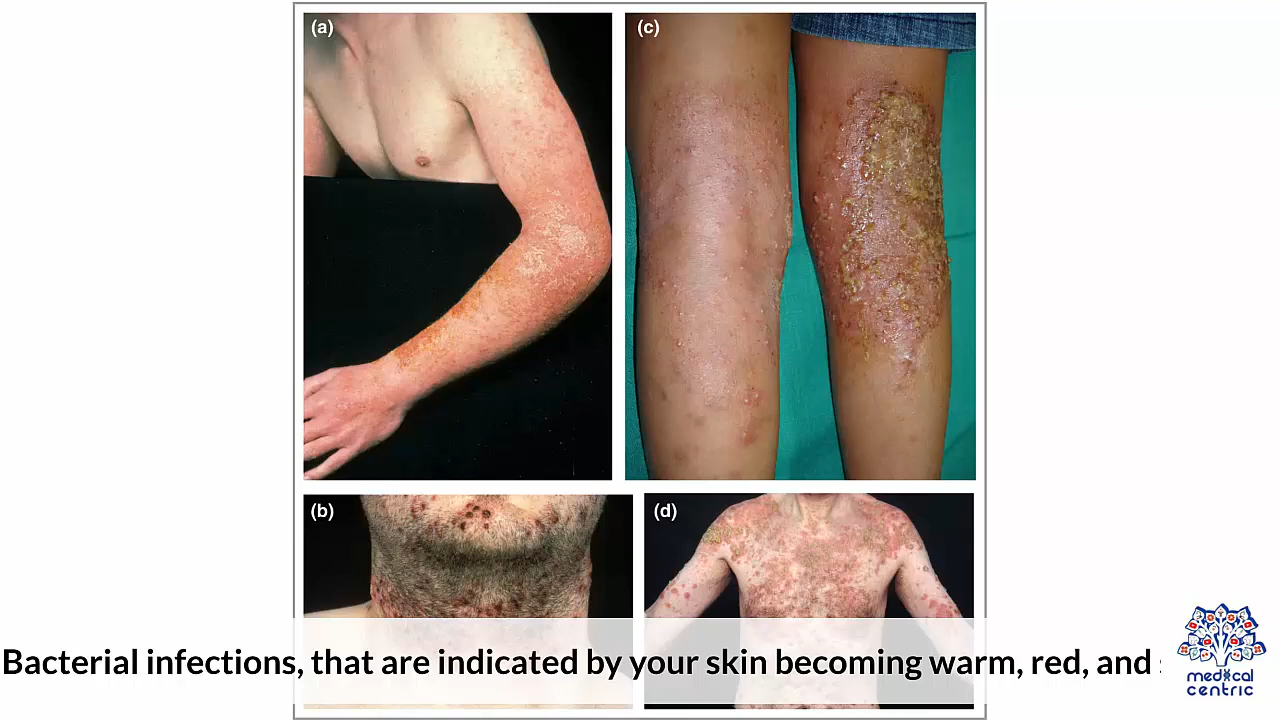 (a)
(c)
(b)
(d)
Bacterial infections, that are indicated by your skin becoming warm, red, and
medical
centric